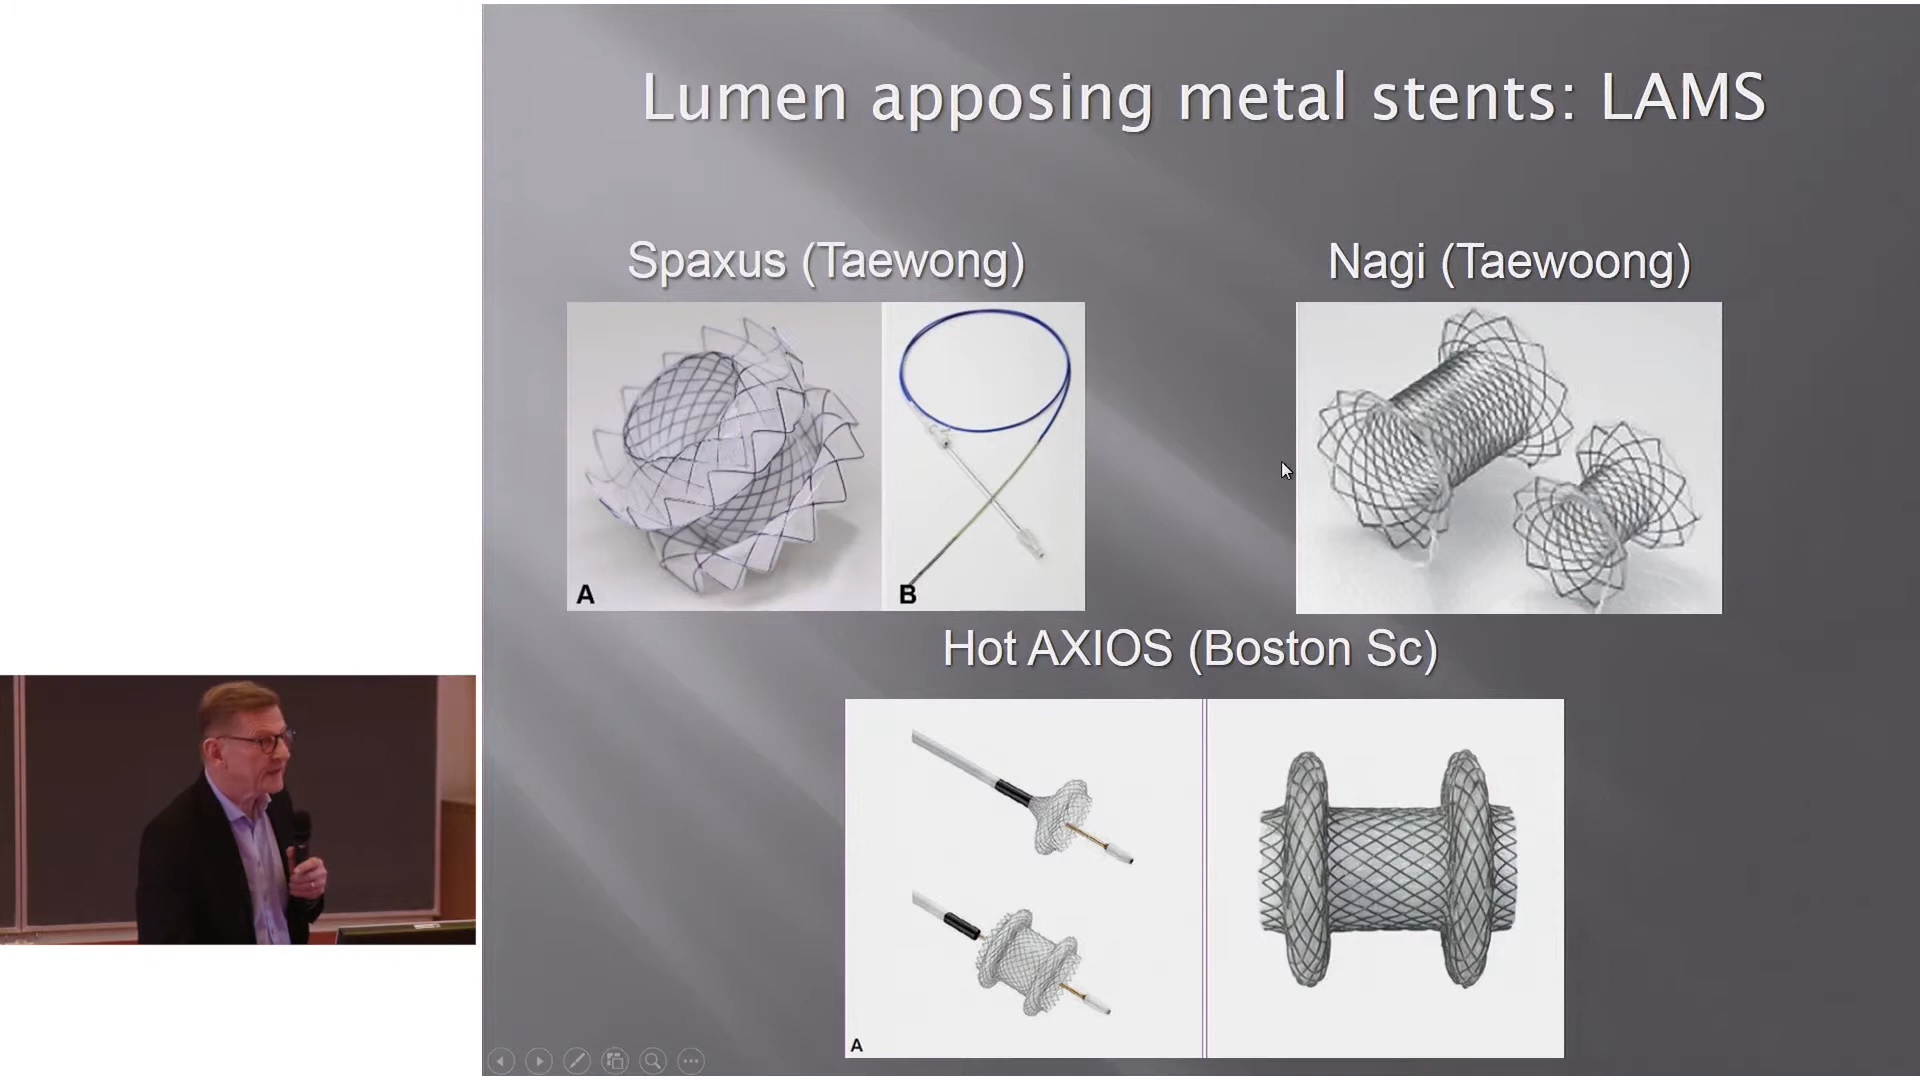 Lumen apposing metal stents: LAMS
Spaxus (Taewong)
Nagi (Taewoong)
A
B
Hot AXIOS (Boston Sc)
A